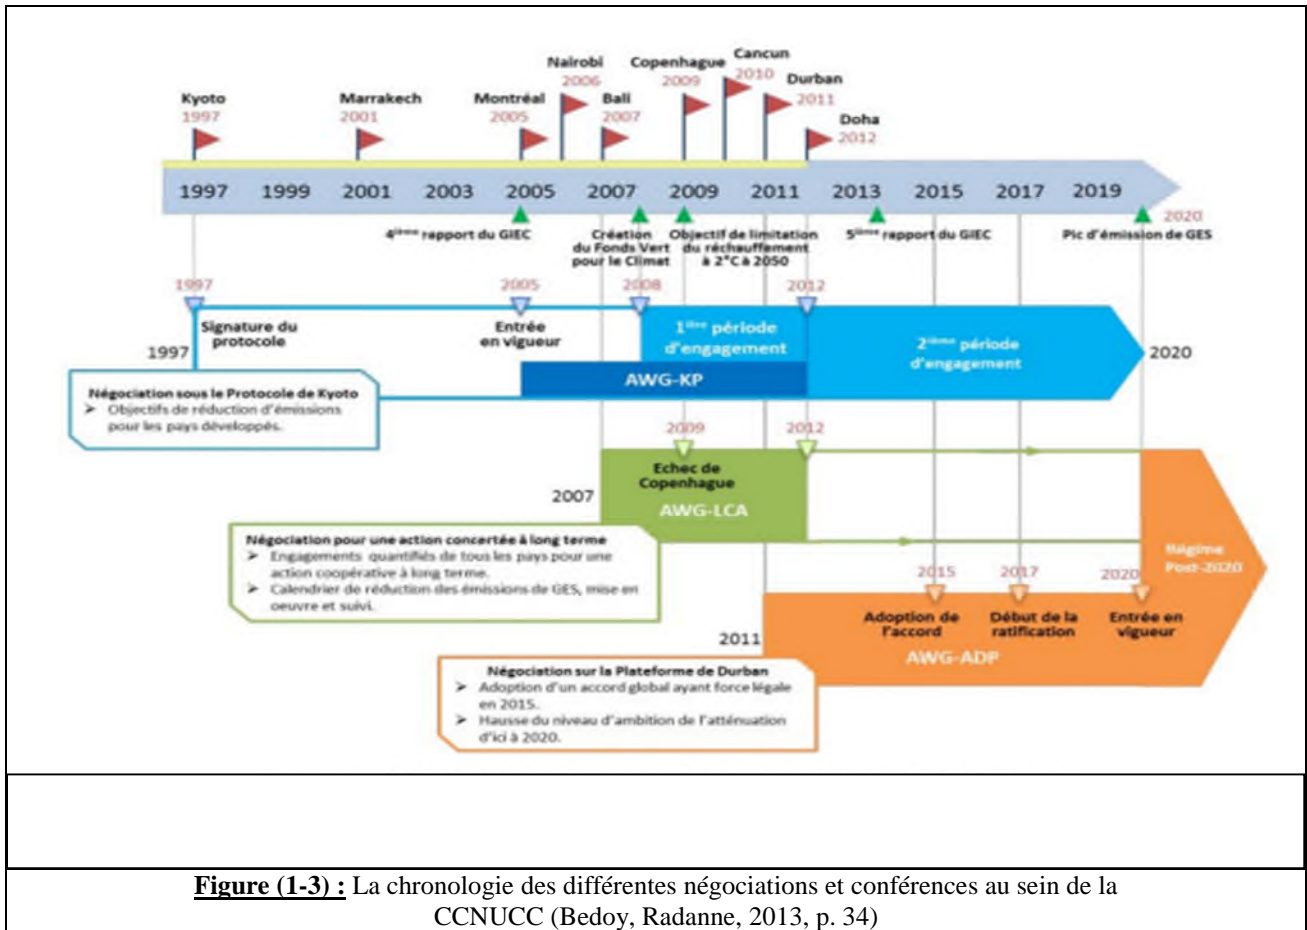 Kyoto
1997
Marrakech
2001
Montréal
2005
Nairobi
2006
Bali
2007
Copenhague
2009
Cancun
2010
Durban
2011
Doha
2012
1997 1999 2001 2003 2005 2007 2009 2011 2013 2015 2017 2019
2020
4ième rapport du GIEC
Création
du Fonds Vert
pour le Climat
Objectif de limitation
du réchauffement
à 2°C à 2050
5ième rapport du GIEC
Pic d'émission de GES
1997
2005
2008
2012
1997
Signature du
protocole
Entrée
en vigueur
1ière période
d'engagement
2ième période
d'engagement
2020
AWG-KP
Négociation sous le Protocole de Kyoto
➢ Objectifs de réduction d'émissions
pour les pays développés.
2009
2012
2007
Echec de
Copenhague
AWG-LCA
Négociation pour une action concertée à long terme
➢ Engagements quantifiés de tous les pays pour une
action coopérative à long terme.
➢ Calendrier de réduction des émissions de GES, mise en
oeuvre et suivi.
Régime
Post-2020
2015
2017
2020
2011
Adoption de
l'accord
Début de la
ratification
Entrée en
vigueur
AWG-ADP
Négociation sur la Plateforme de Durban
➢ Adoption d'un accord global ayant force légale
en 2015.
➢ Hausse du niveau d'ambition de l'atténuation
d'ici à 2020.
Figure (1-3) : La chronologie des différentes négociations et conférences au sein de la
CCNUCC (Bedoy, Radanne, 2013, p. 34)